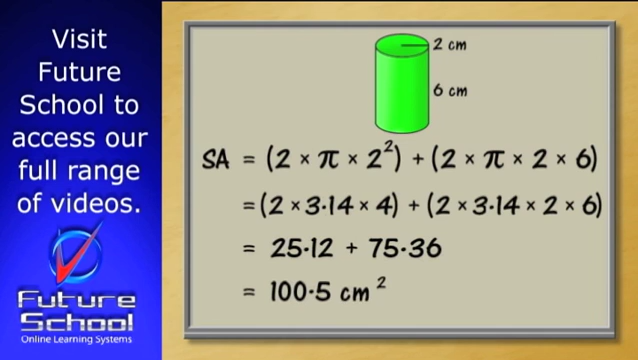 Visit
Future
School to
access our
full range
of videos.
Future
School
Online Learning Systems
2 cm
6 cm
SA = (2 × π × 2²) + (2 × π × 2 × 6)
= (2 × 3·14 × 4) + (2 × 3·14 × 2 × 6)
= 25·12 + 75·36
= 100·5 cm²